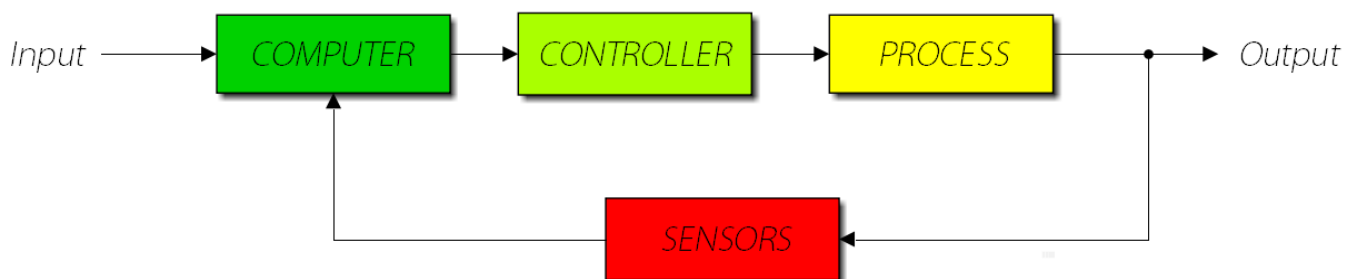 Input
COMPUTER
CONTROLLER
PROCESS
Output
SENSORS